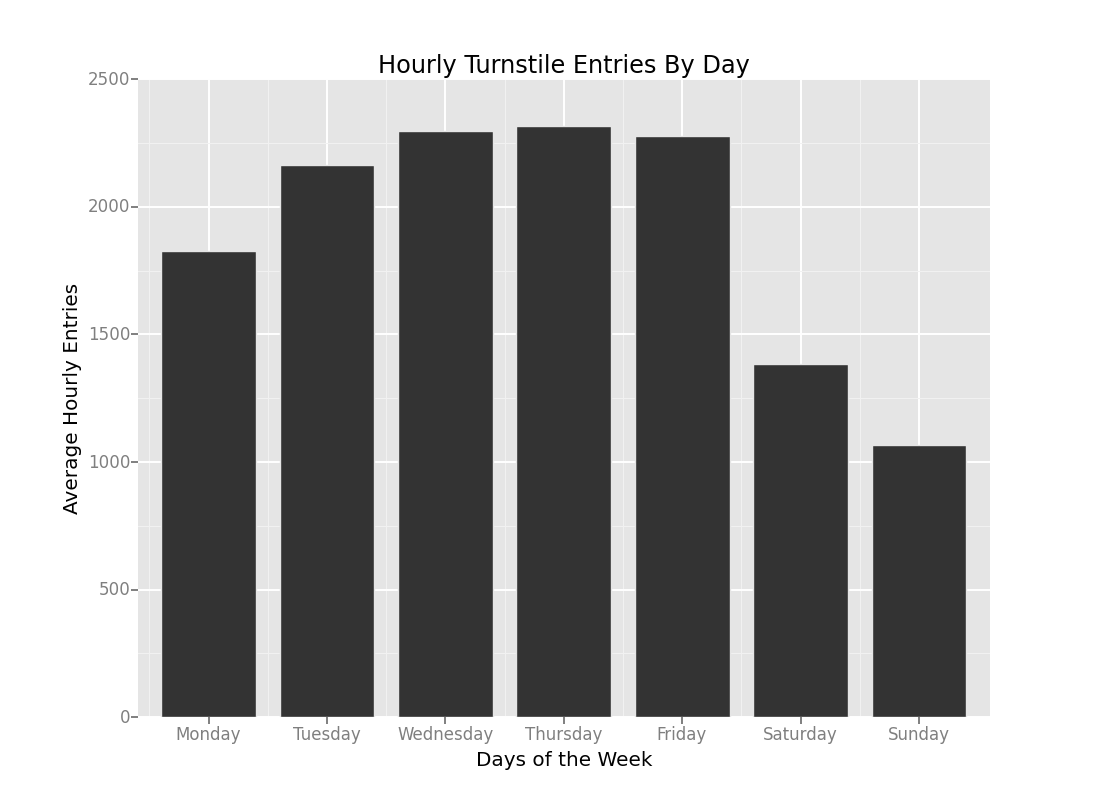 Hourly Turnstile Entries By Day
2500
2000
1500
1000
500
0
Average Hourly Entries
Monday Tuesday Wednesday Thursday Friday Saturday Sunday
Days of the Week